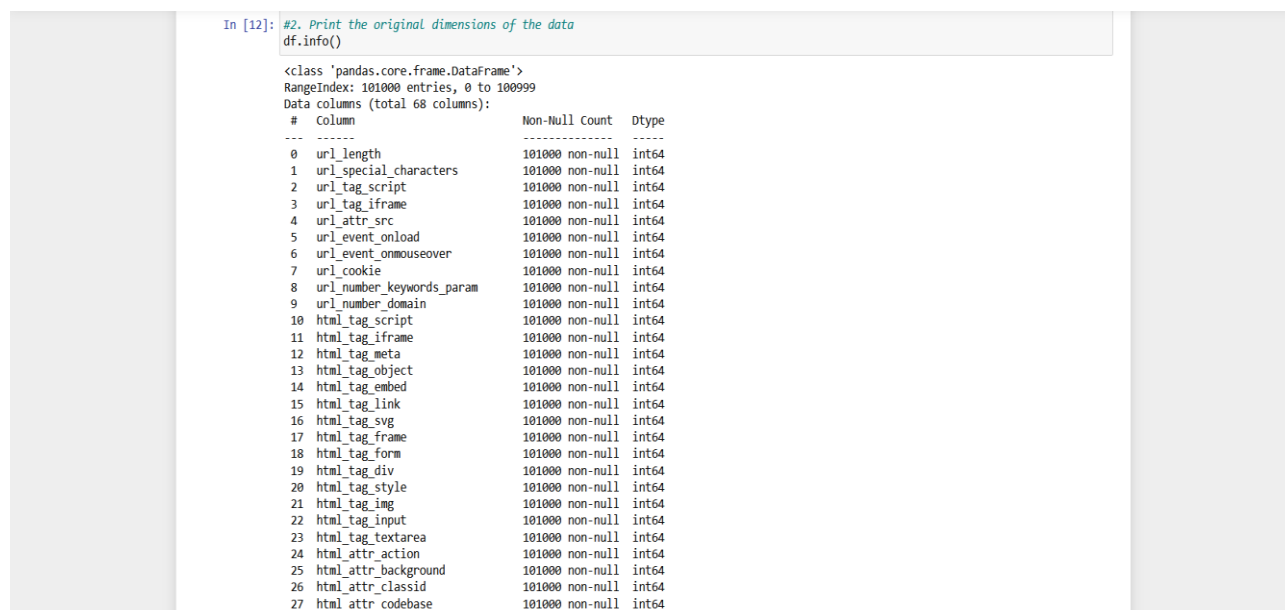 In [12]: #2. Print the original dimensions of the data
df.info()
<class 'pandas.core.frame.DataFrame'>
RangeIndex: 101000 entries, 0 to 100999
Data columns (total 68 columns):
#   Column   Non-Null Count   Dtype
---  ------   --------------   -----
0   url_length   101000 non-null   int64
1   url_special_characters   101000 non-null   int64
2   url_tag_script   101000 non-null   int64
3   url_tag_iframe   101000 non-null   int64
4   url_attr_src   101000 non-null   int64
5   url_event_onload   101000 non-null   int64
6   url_event_onmouseover   101000 non-null   int64
7   url_cookie   101000 non-null   int64
8   url_number_keywords_param   101000 non-null   int64
9   url_number_domain   101000 non-null   int64
10   html_tag_script   101000 non-null   int64
11   html_tag_iframe   101000 non-null   int64
12   html_tag_meta   101000 non-null   int64
13   html_tag_object   101000 non-null   int64
14   html_tag_embed   101000 non-null   int64
15   html_tag_link   101000 non-null   int64
16   html_tag_svg   101000 non-null   int64
17   html_tag_frame   101000 non-null   int64
18   html_tag_form   101000 non-null   int64
19   html_tag_div   101000 non-null   int64
20   html_tag_style   101000 non-null   int64
21   html_tag_img   101000 non-null   int64
22   html_tag_input   101000 non-null   int64
23   html_tag_textarea   101000 non-null   int64
24   html_attr_action   101000 non-null   int64
25   html_attr_background   101000 non-null   int64
26   html_attr_classid   101000 non-null   int64
27   html_attr_codebase   101000 non-null   int64